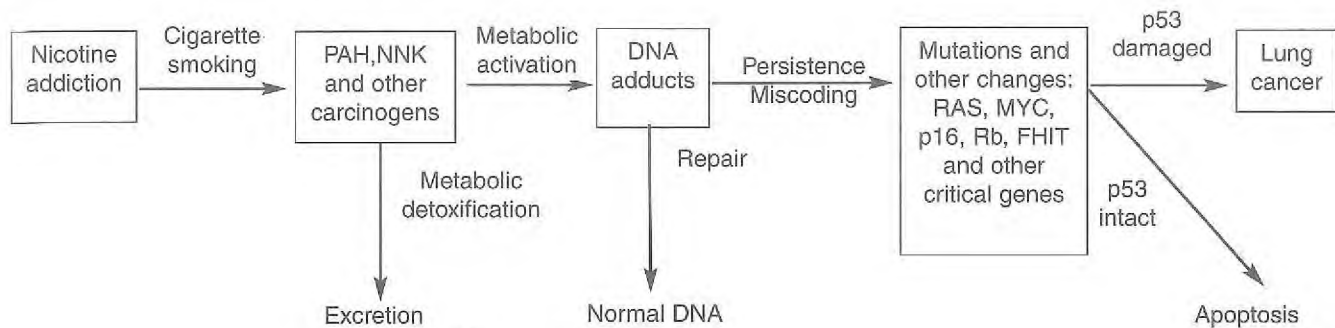 Nicotine
addiction
Cigarette
smoking
PAH,NNK
and other
carcinogens
Metabolic
activation
DNA
adducts
Persistence
Miscoding
Mutations and
other changes:
RAS, MYC,
p16, Rb, FHIT
and other
critical genes
p53
damaged
Lung
cancer
Metabolic
detoxification
Repair
p53
intact
Excretion
Normal DNA
Apoptosis